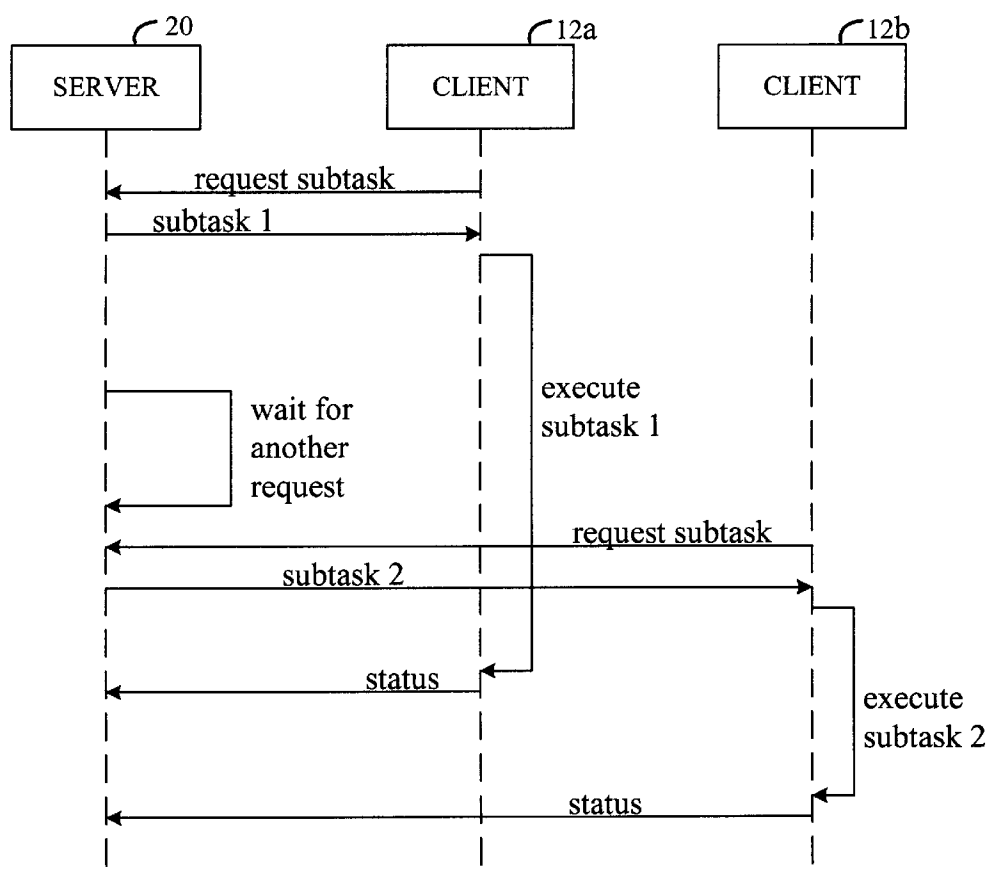 20
12a
12b
SERVER
CLIENT
CLIENT
request subtask
subtask 1
execute
subtask 1
wait for
another
request
request subtask
subtask 2
status
execute
subtask 2
status